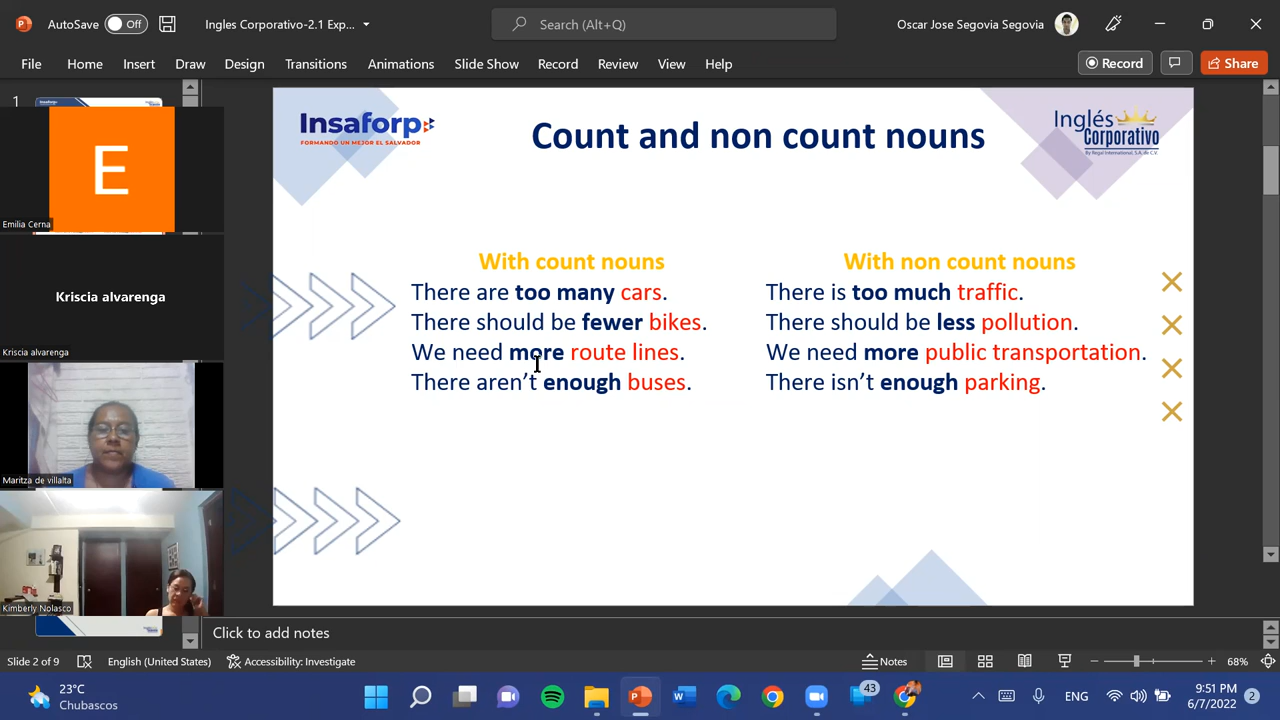 AutoSave Off Ingles Corporativo-2.1 Exp... Search (Alt+Q) Oscar Jose Segovia Segovia
File Home Insert Draw Design Transitions Animations Slide Show Record Review View Help Record Share
1
E
Emilia Cerna
Kriscia alvarenga
Kriscia alvarenga
Maritza de villalta
Kimberly Nolasco
Insaforp
FORMANDO UN MEJOR EL SALVADOR
Count and non count nouns
Inglés
Corporativo
By Regal International, S.A. de C.V.
With count nouns
There are too many cars.
There should be fewer bikes.
We need more route lines.
There aren’t enough buses.
With non count nouns
There is too much traffic.
There should be less pollution.
We need more public transportation.
There isn’t enough parking.
Click to add notes
Slide 2 of 9 English (United States) Accessibility: Investigate Notes 68%
23°C
Chubascos
43
ENG
9:51 PM
6/7/2022
2